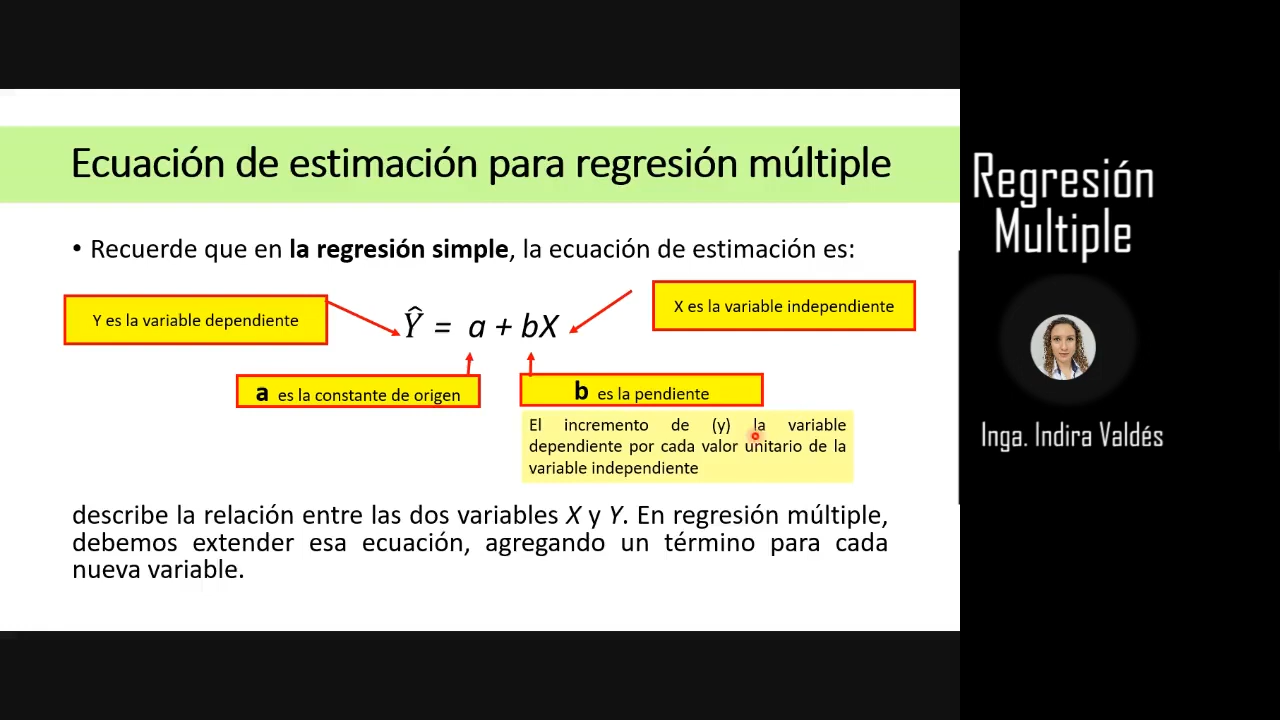 Ecuación de estimación para regresión múltiple
• Recuerde que en la regresión simple, la ecuación de estimación es:
Y es la variable dependiente
Ŷ = a + bX
X es la variable independiente
a es la constante de origen
b es la pendiente
El incremento de (y) la variable
dependiente por cada valor unitario de la
variable independiente
describe la relación entre las dos variables X y Y. En regresión múltiple,
debemos extender esa ecuación, agregando un término para cada
nueva variable.
Regresión
Multiple
Inga. Indira Valdés